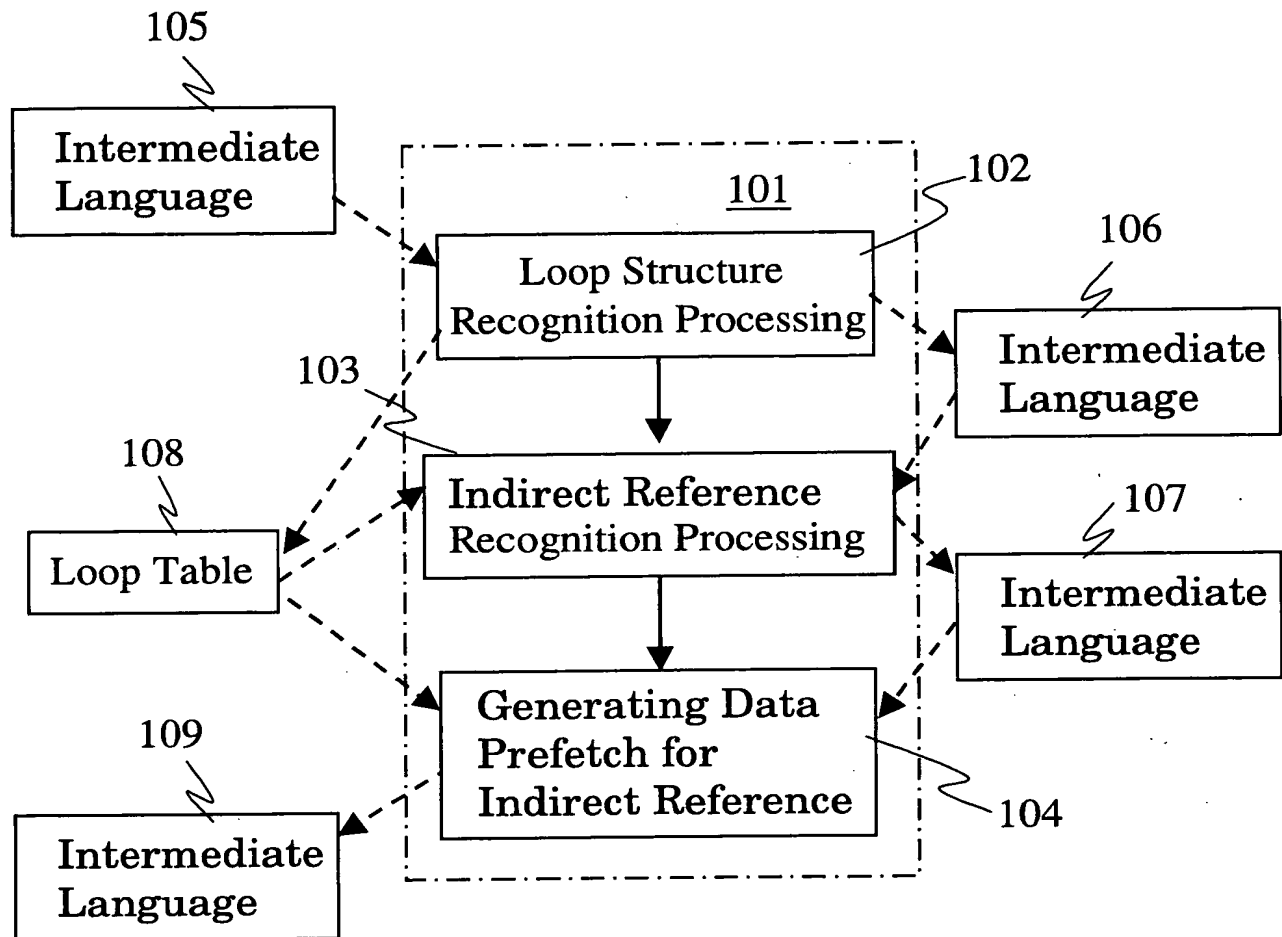 105
Intermediate
Language
101
102
Loop Structure
Recognition Processing
106
Intermediate
Language
103
108
Indirect Reference
Recognition Processing
107
Loop Table
Intermediate
Language
Generating Data
Prefetch for
Indirect Reference
109
104
Intermediate
Language